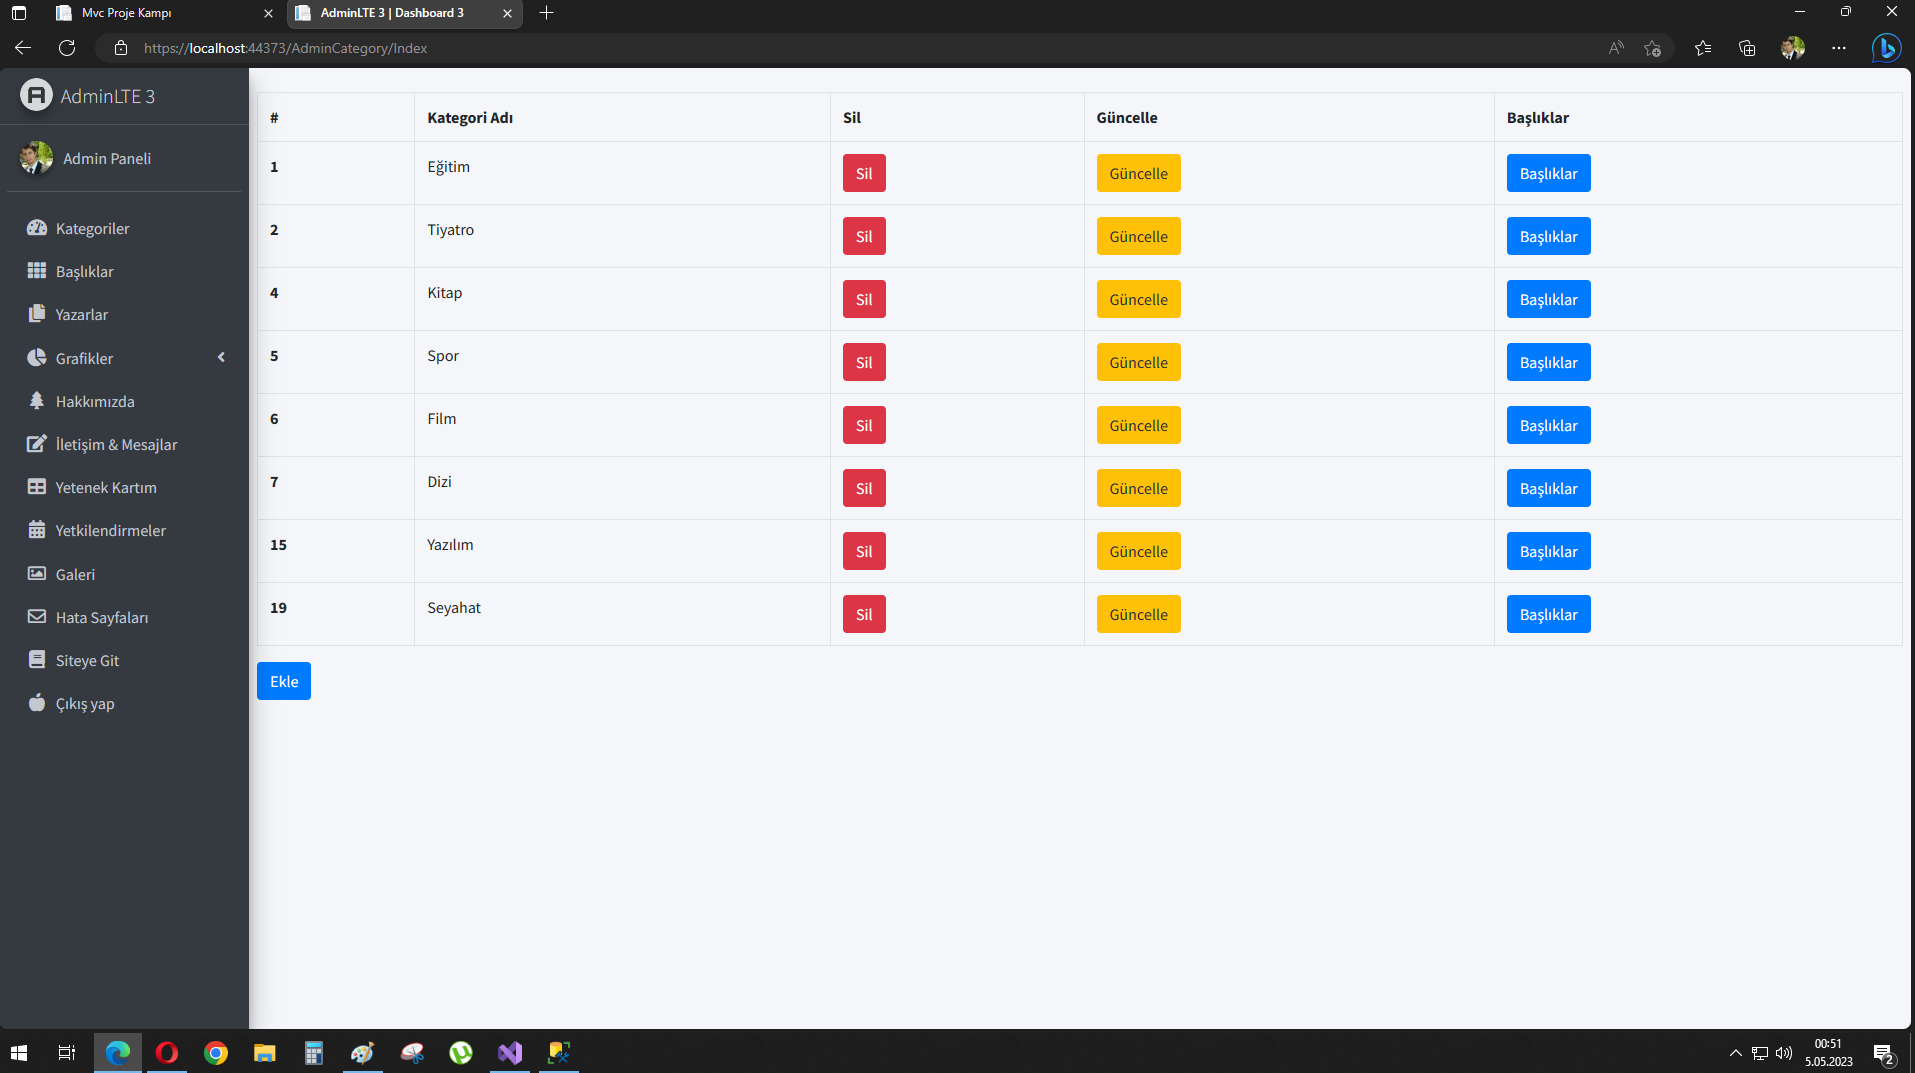 Mvc Proje Kampı
AdminLTE 3 | Dashboard 3
https://localhost:44373/AdminCategory/Index
AdminLTE 3
Admin Paneli
Kategoriler
Başlıklar
Yazarlar
Grafikler
Hakkımızda
İletişim & Mesajlar
Yetenek Kartım
Yetkilendirmeler
Galeri
Hata Sayfaları
Siteye Git
Çıkış yap
# Kategori Adı Sil Güncelle Başlıklar
1 Eğitim Sil Güncelle Başlıklar
2 Tiyatro Sil Güncelle Başlıklar
4 Kitap Sil Güncelle Başlıklar
5 Spor Sil Güncelle Başlıklar
6 Film Sil Güncelle Başlıklar
7 Dizi Sil Güncelle Başlıklar
15 Yazılım Sil Güncelle Başlıklar
19 Seyahat Sil Güncelle Başlıklar
Ekle
00:51
5.05.2023
2